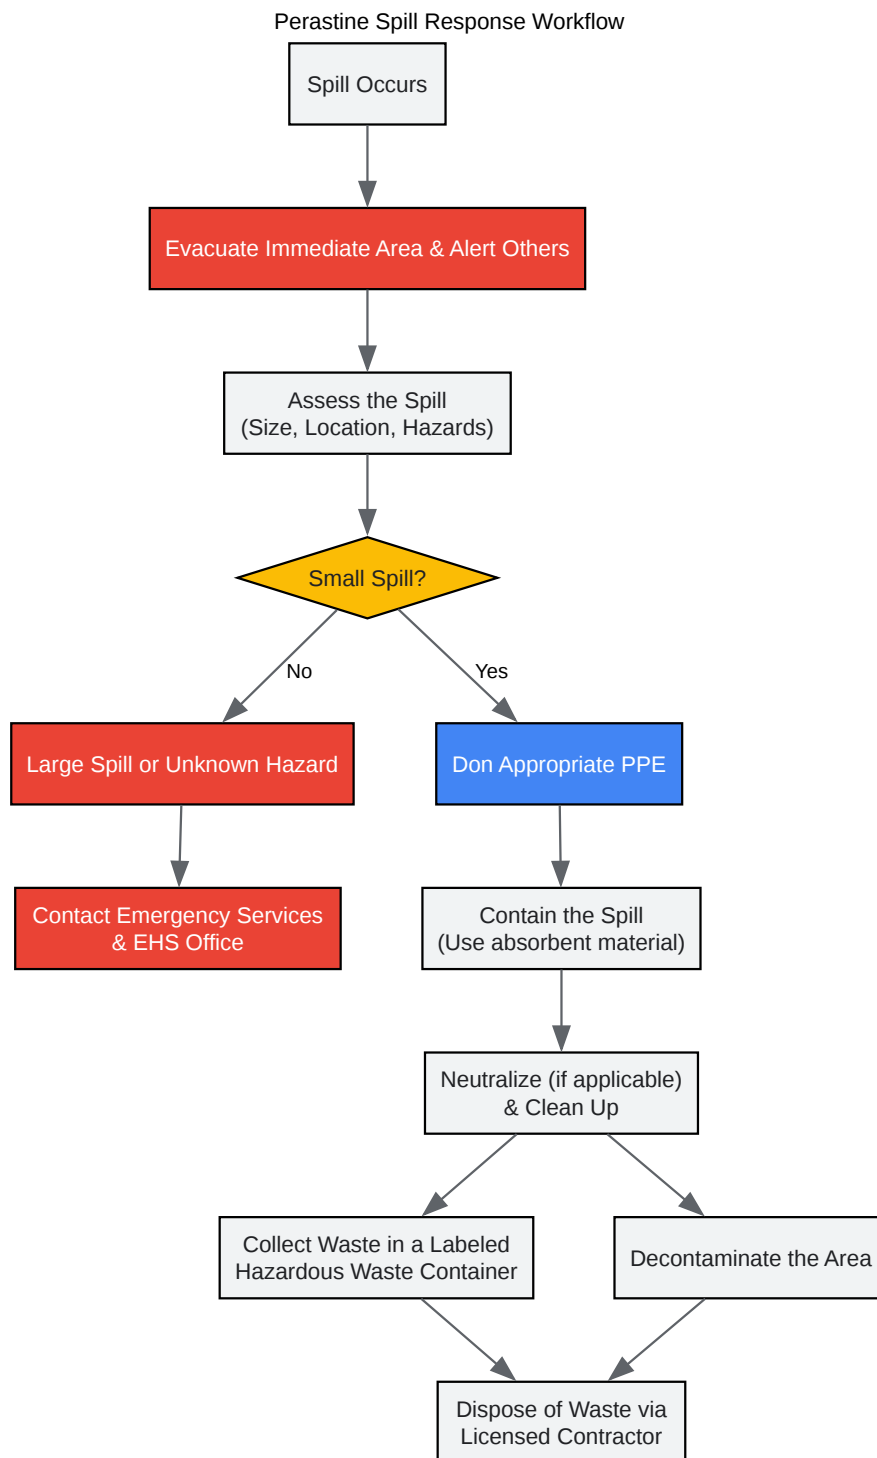 Perastine Spill Response Workflow
Spill Occurs
Evacuate Immediate Area & Alert Others
Assess the Spill
(Size, Location, Hazards)
Small Spill?
No
Yes
Large Spill or Unknown Hazard
Don Appropriate PPE
Contact Emergency Services
& EHS Office
Contain the Spill
(Use absorbent material)
Neutralize (if applicable)
& Clean Up
Collect Waste in a Labeled
Hazardous Waste Container
Decontaminate the Area
Dispose of Waste via
Licensed Contractor